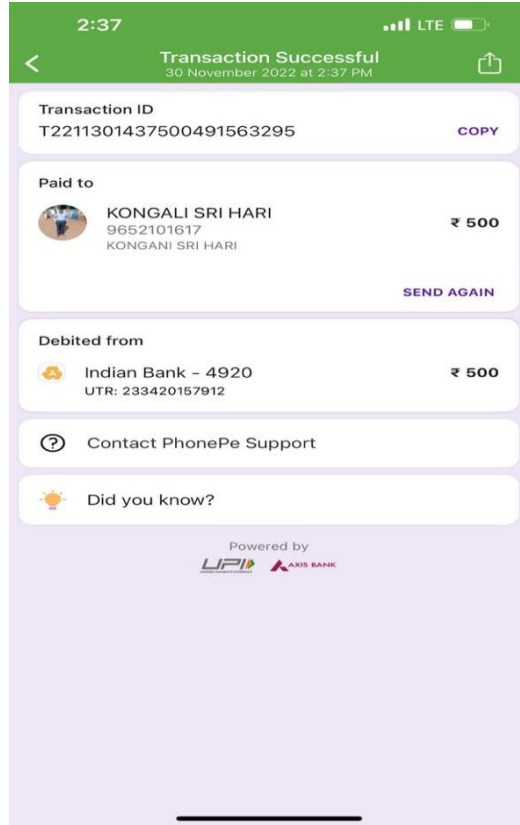 2:37 LTE
Transaction Successful
30 November 2022 at 2:37 PM
Transaction ID
T2211301437500491563295 COPY
Paid to
KONGALI SRI HARI
9652101617 ₹ 500
KONGANI SRI HARI
SEND AGAIN
Debited from
Indian Bank - 4920 ₹ 500
UTR: 233420157912
Contact PhonePe Support
Did you know?
Powered by
UPI AXIS BANK